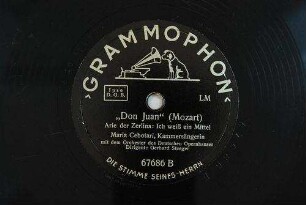 ›GRAMMOPHON‹
fuse
D.G.B.
LM
„Don Juan“ (Mozart)
Arie der Zerlina: Ich weiß ein Mittel
Maria Cebotari, Kammersängerin
mit dem Orchester des Deutschen Opernhauses
Dirigent: Gerhard Steeger
67686 B
DIE STIMME SEINES HERRN